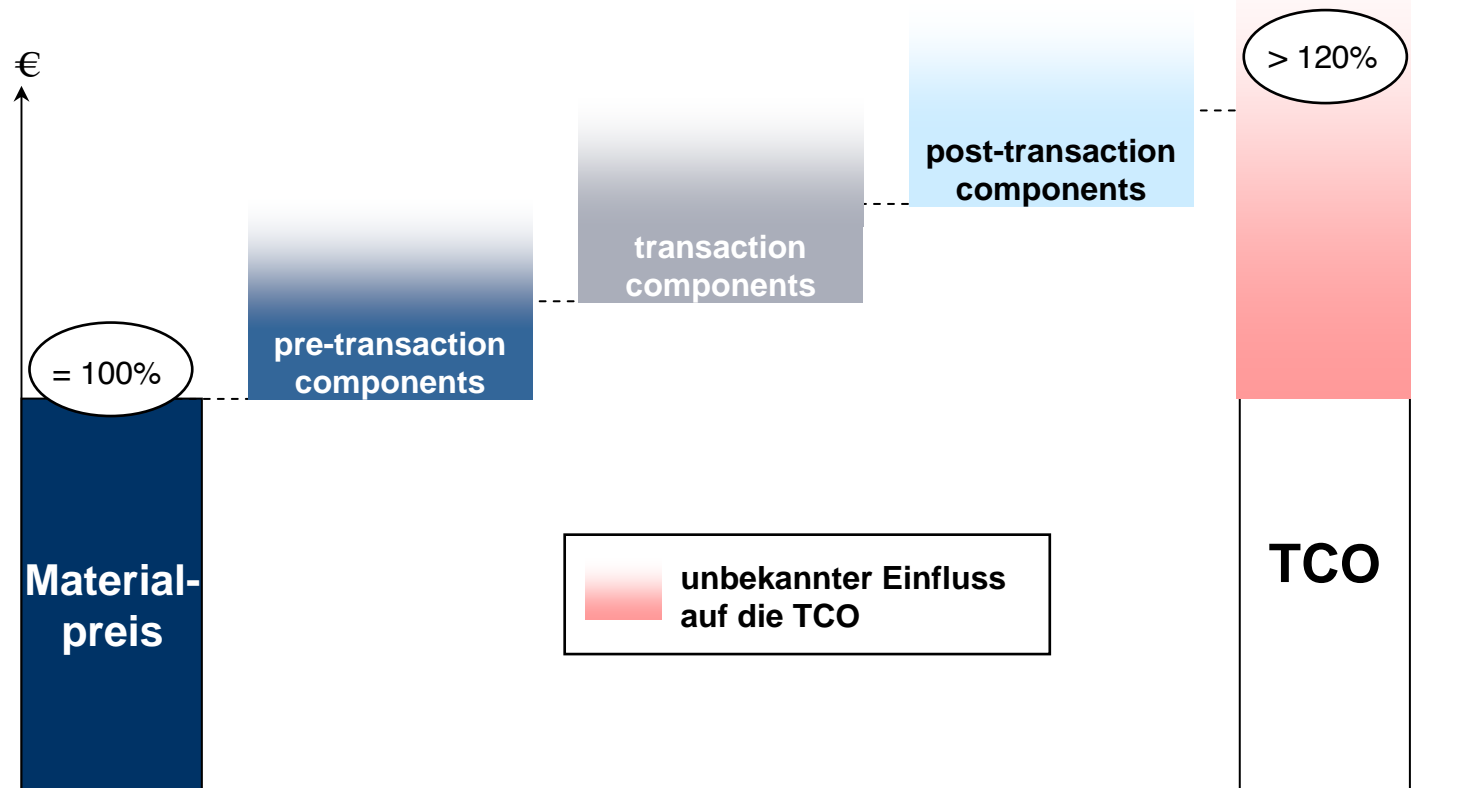 €
= 100%
Material-
preis
pre-transaction
components
transaction
components
post-transaction
components
> 120%
TCO
unbekannter Einfluss
auf die TCO